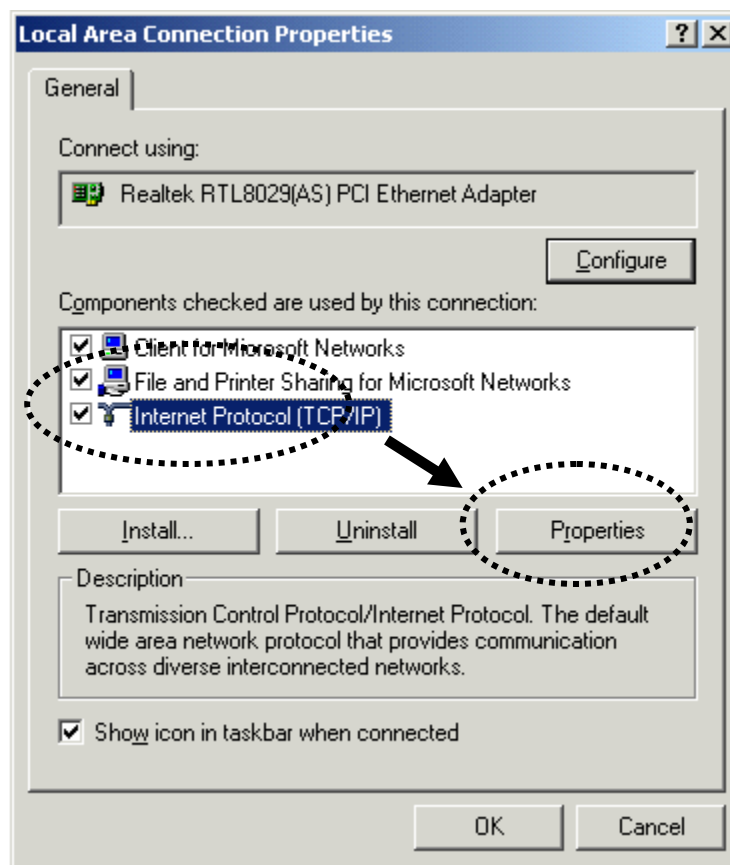 Local Area Connection Properties
General
Connect using:
Realtek RTL8029(AS) PCI Ethernet Adapter
Configure
Components checked are used by this connection:
Client for Microsoft Networks
File and Printer Sharing for Microsoft Networks
Internet Protocol (TCP/IP)
Install... Uninstall Properties
Description
Transmission Control Protocol/Internet Protocol. The default
wide area network protocol that provides communication
across diverse interconnected networks.
Show icon in taskbar when connected
OK Cancel